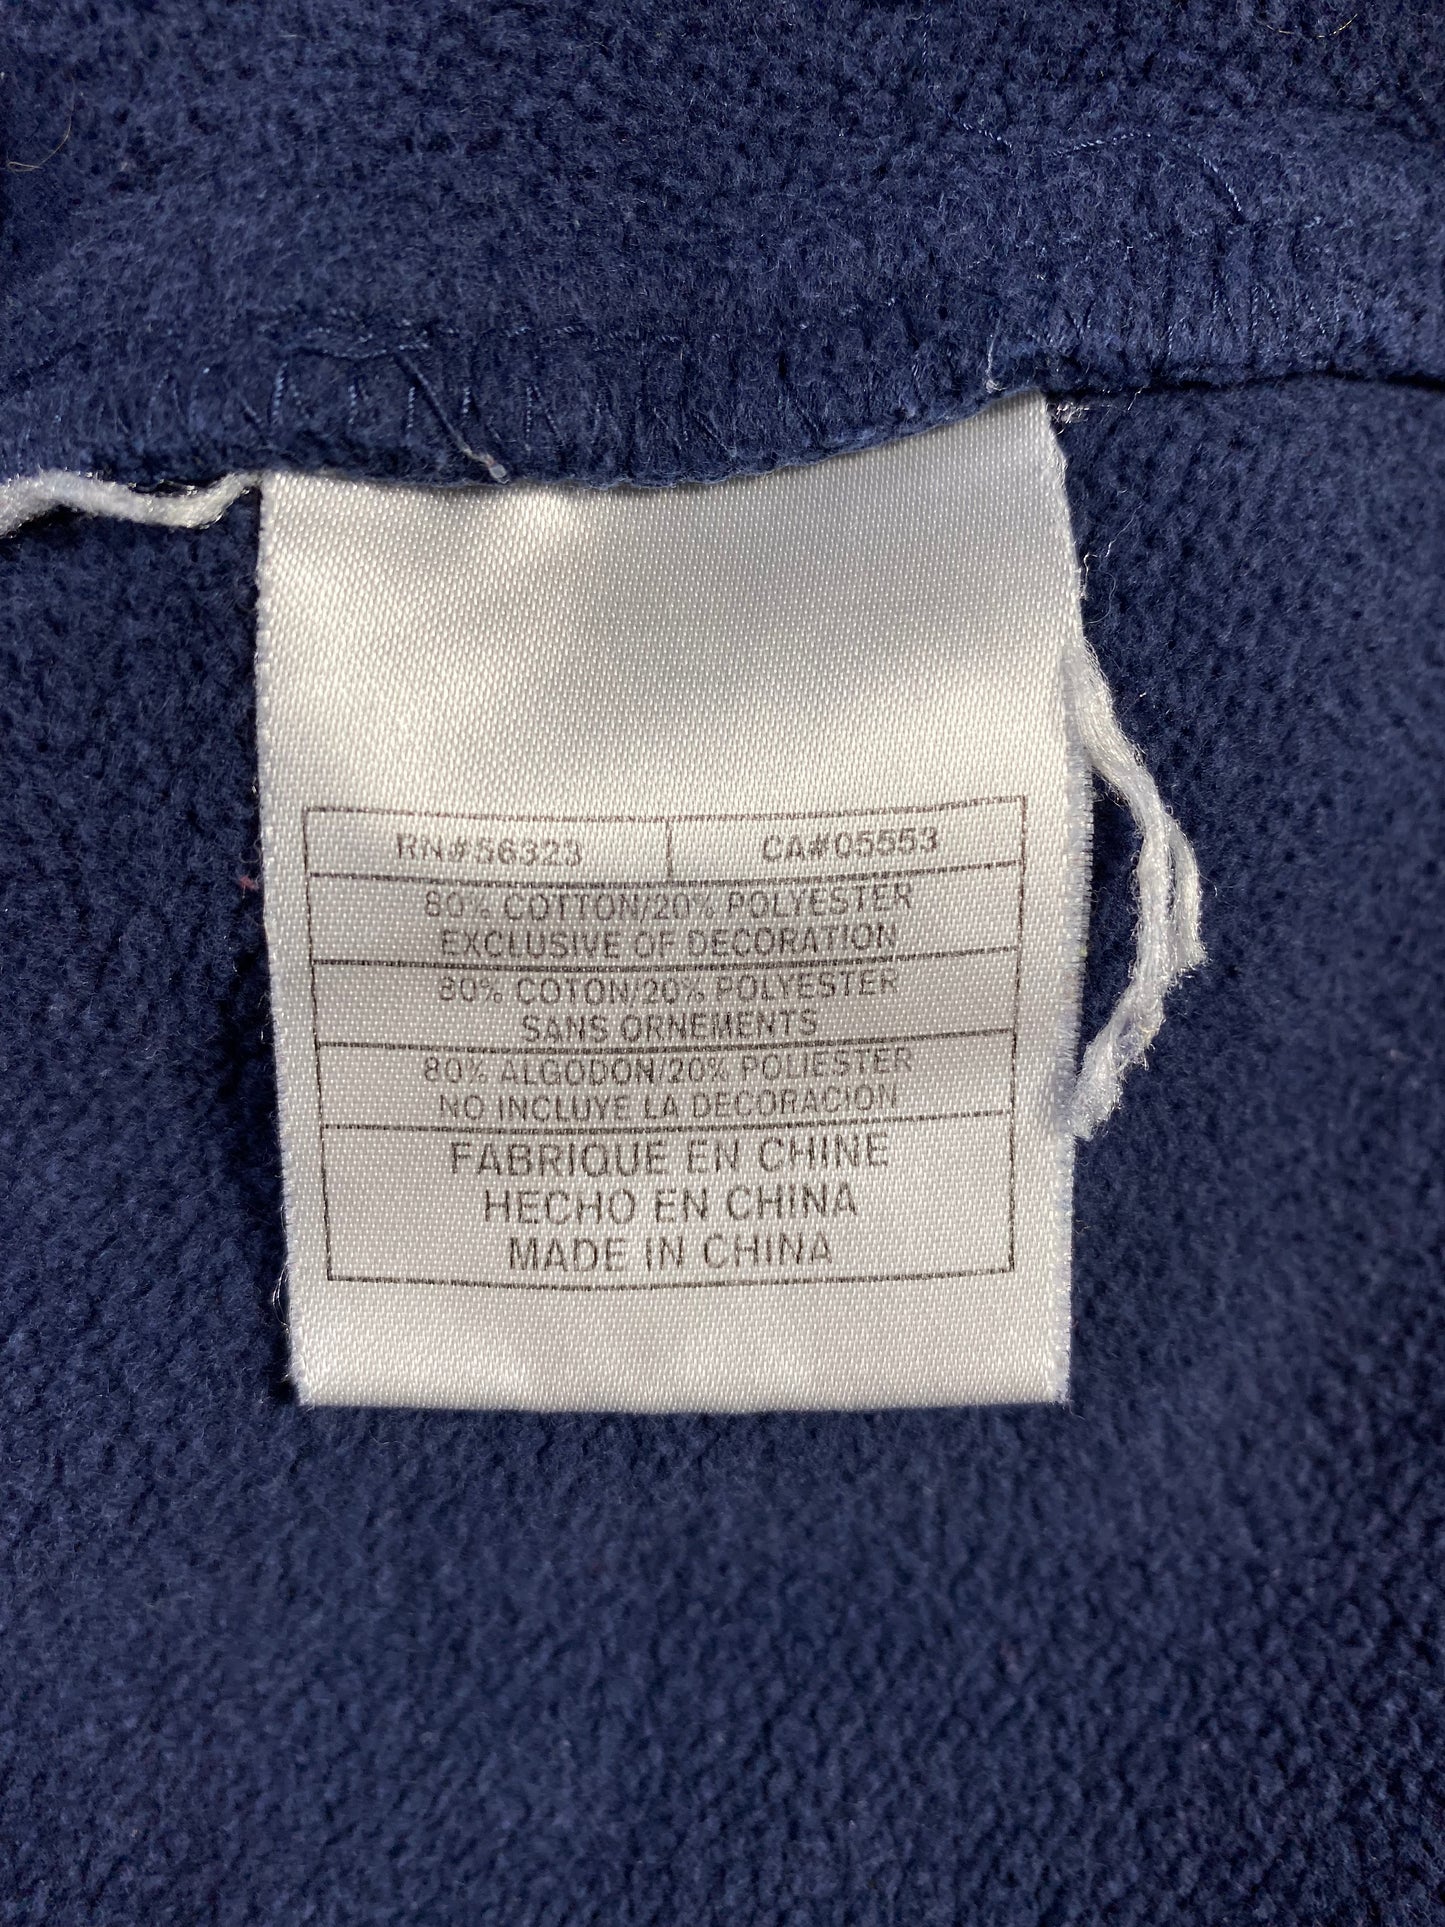 RN#56323 CA#05553
80% COTTON/20% POLYESTER
EXCLUSIVE OF DECORATION
80% COTON/20% POLYESTER
SANS ORNEMENTS
80% ALGODON/20% POLIESTER
NO INCLUYE LA DECORACION
FABRIQUE EN CHINE
HECHO EN CHINA
MADE IN CHINA